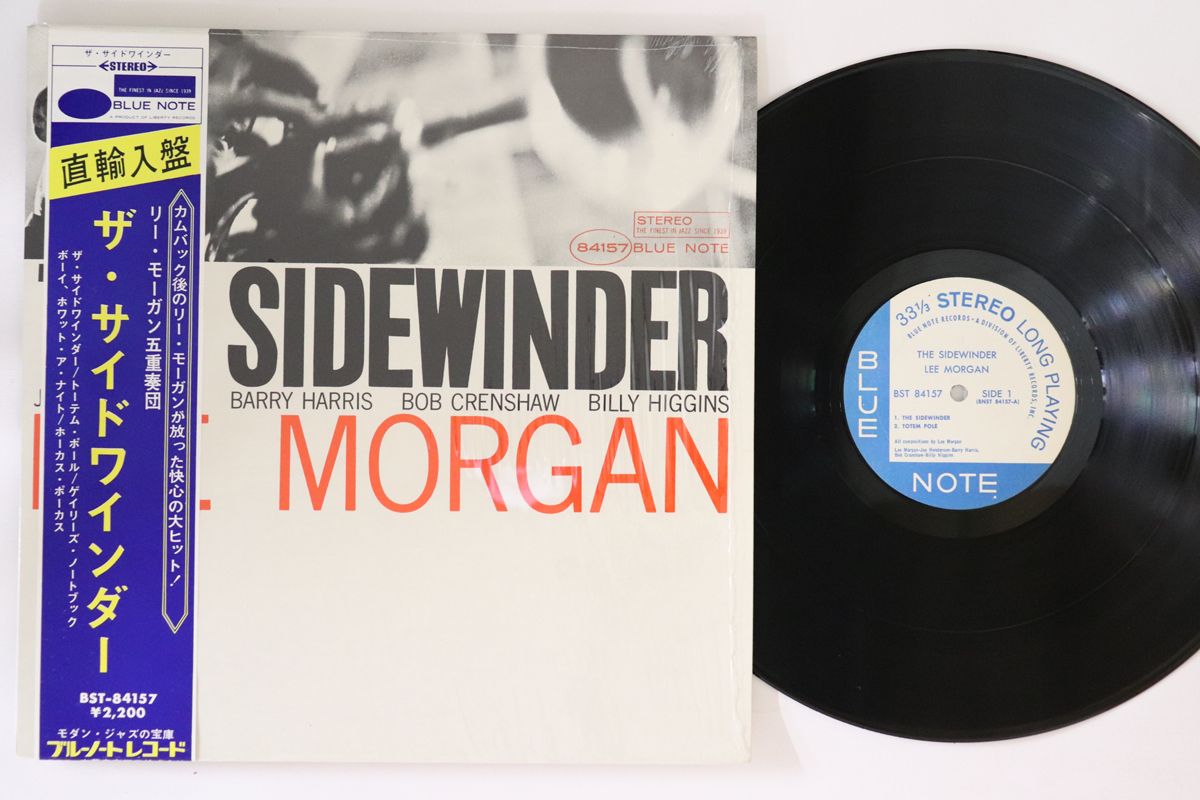 ザ・サイドワインダー
STEREO
THE FINEST IN JAZZ SINCE 1939
BLUE NOTE
A PRODUCT OF LIBERTY RECORDS
直輸入盤
カムバック後のリー・モーガンが放った快心の大ヒット！
リー・モーガン五重奏団
ザ・サイドワインダー
ザ・サイドワインダー/トーテム・ポール/ゲイリーズ・ノートブック
ボーイ、ホワット・ア・ナイト/ホーカス・ポーカス
BST-84157
¥2,200
モダン・ジャズの宝庫
ブルーノートレコード
STEREO
THE FINEST IN JAZZ SINCE 1939
84157 BLUE NOTE
SIDEWINDER
BARRY HARRIS BOB CRENSHAW BILLY HIGGINS
MORGAN
33⅓ STEREO LONG PLAYING
BLUE NOTE RECORDS • A DIVISION OF LIBERTY RECORDS, INC.
THE SIDEWINDER
LEE MORGAN
BST 84157 SIDE 1
(BNST 84157-A)
1. THE SIDEWINDER
2. TOTEM POLE
All compositions by Lee Morgan
Lee Morgan-Joe Henderson-Barry Harris,
Bob Cranshaw-Billy Higgins
BLUE
NOTE